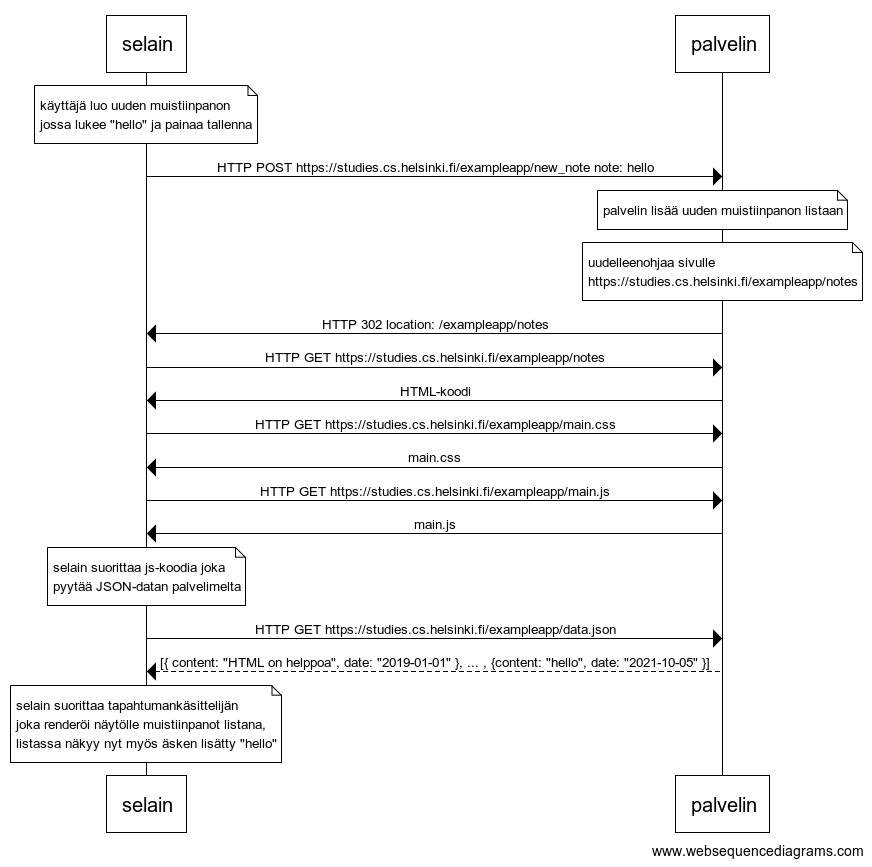 selain
palvelin
käyttäjä luo uuden muistiinpanon
jossa lukee "hello" ja painaa tallenna
HTTP POST https://studies.cs.helsinki.fi/exampleapp/new_note note: hello
palvelin lisää uuden muistiinpanon listaan
uudelleenohjaa sivulle
https://studies.cs.helsinki.fi/exampleapp/notes
HTTP 302 location: /exampleapp/notes
HTTP GET https://studies.cs.helsinki.fi/exampleapp/notes
HTML-koodi
HTTP GET https://studies.cs.helsinki.fi/exampleapp/main.css
main.css
HTTP GET https://studies.cs.helsinki.fi/exampleapp/main.js
main.js
selain suorittaa js-koodia joka
pyytää JSON-datan palvelimelta
HTTP GET https://studies.cs.helsinki.fi/exampleapp/data.json
[{ content: "HTML on helppoa", date: "2019-01-01" }, ... , {content: "hello", date: "2021-10-05" }]
selain suorittaa tapahtumankäsittelijän
joka renderöi näytölle muistiinpanot listana,
listassa näkyy nyt myös äsken lisätty "hello"
selain
palvelin
www.websequencediagrams.com